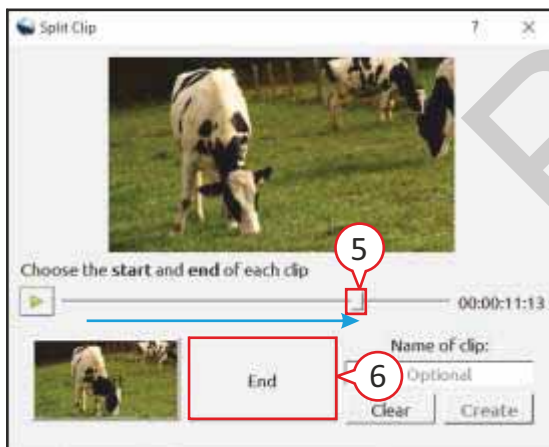 Split Clip ? ×
5
Choose the start and end of each clip
00:00:11:13
End
Name of clip:
6
Optional
Clear
Create